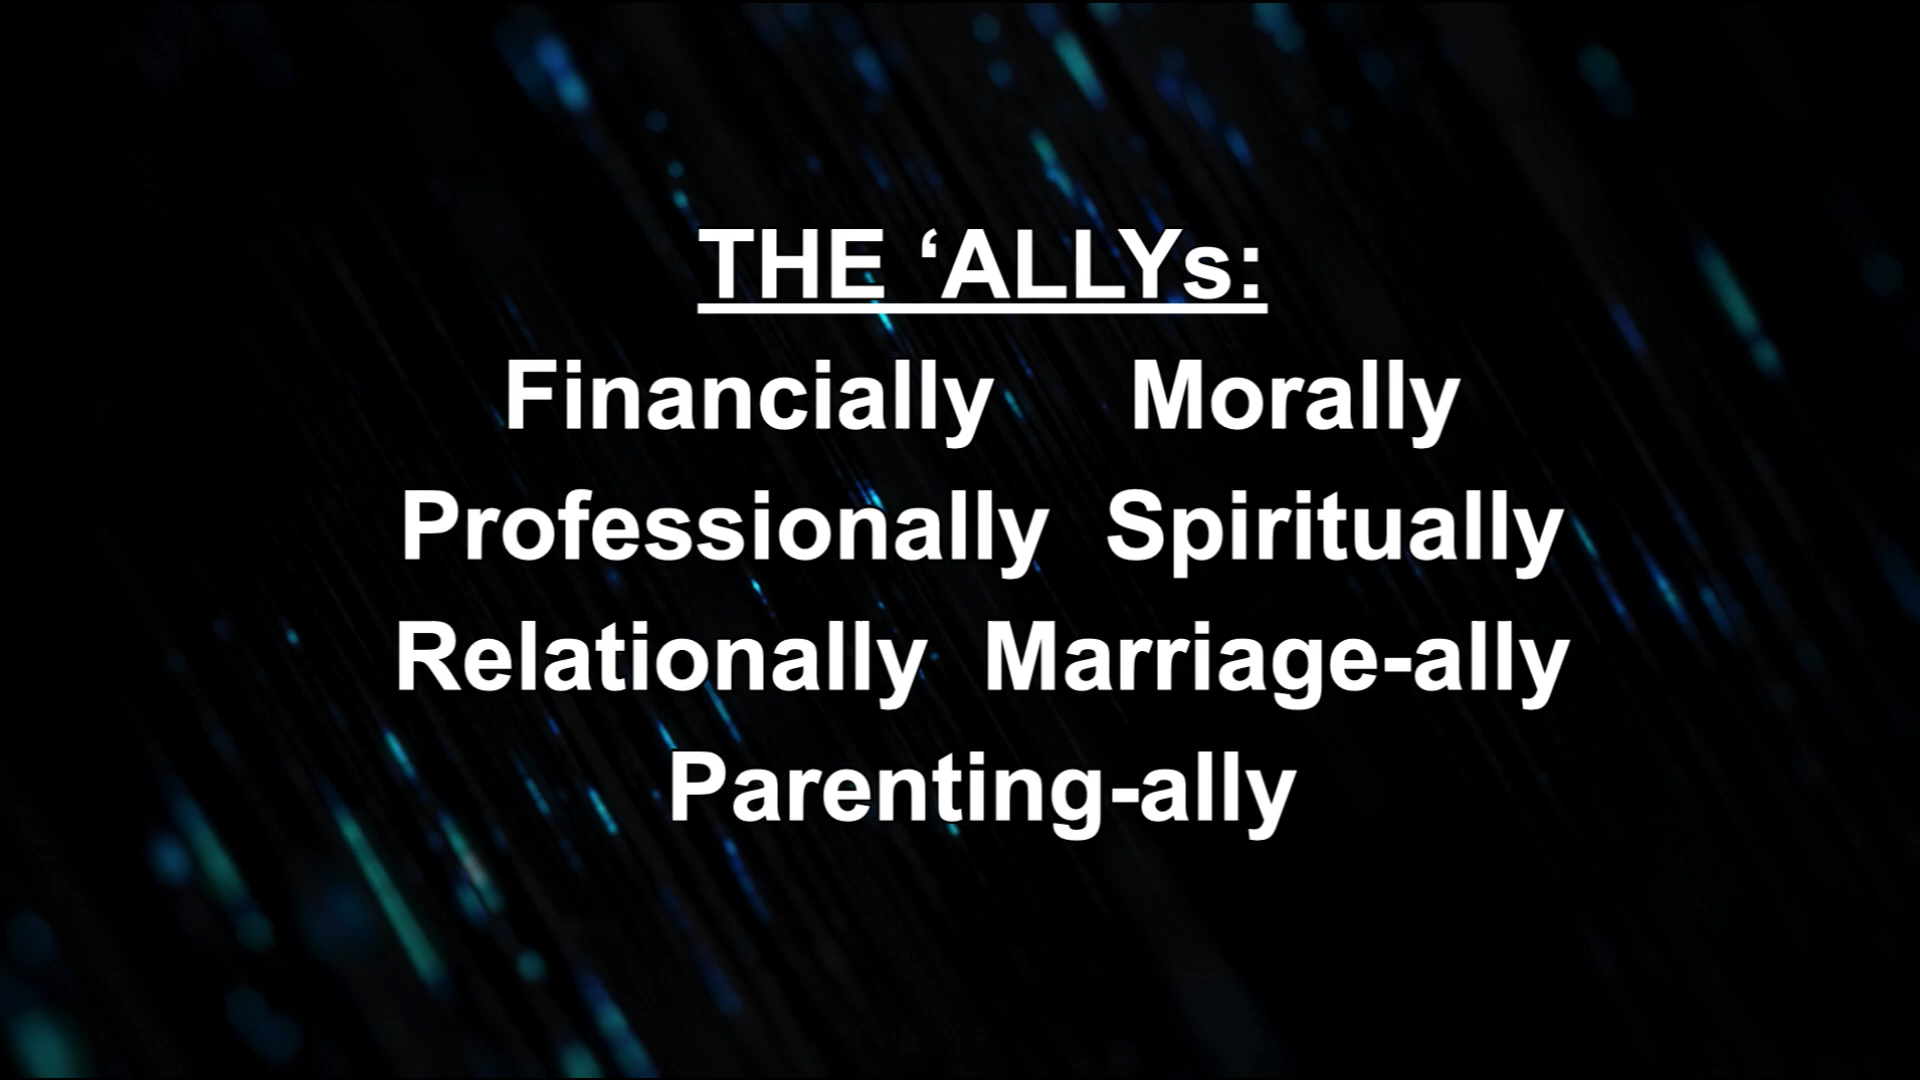 THE ‘ALLYs:
Financially Morally
Professionally Spiritually
Relationally Marriage-ally
Parenting-ally